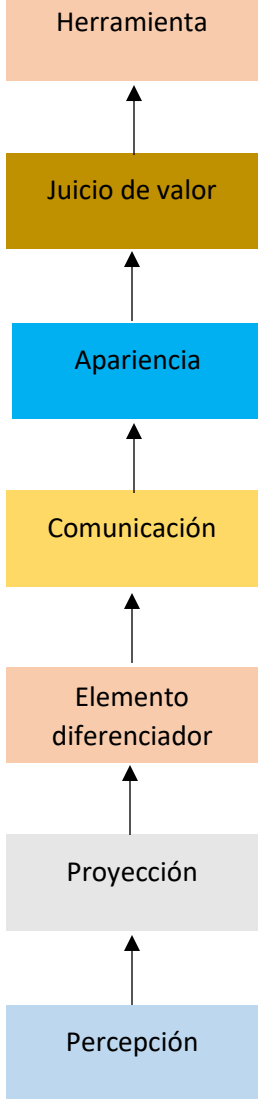 Herramienta
Juicio de valor
Apariencia
Comunicación
Elemento
diferenciador
Proyección
Percepción